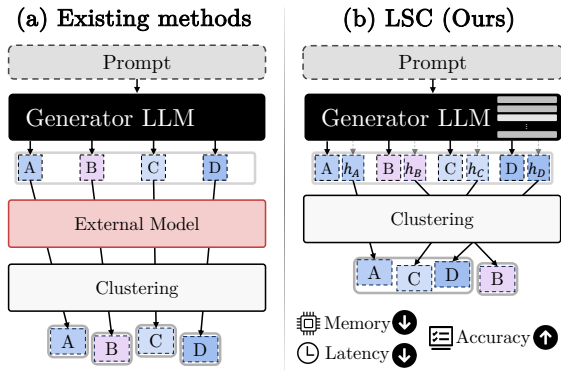 (a) Existing methods
Prompt
Generator LLM
A B C D
External Model
Clustering
A B C D
(b) LSC (Ours)
Prompt
Generator LLM
A h_A B h_B C h_C D h_D
Clustering
A C D B
Memory
Latency
Accuracy